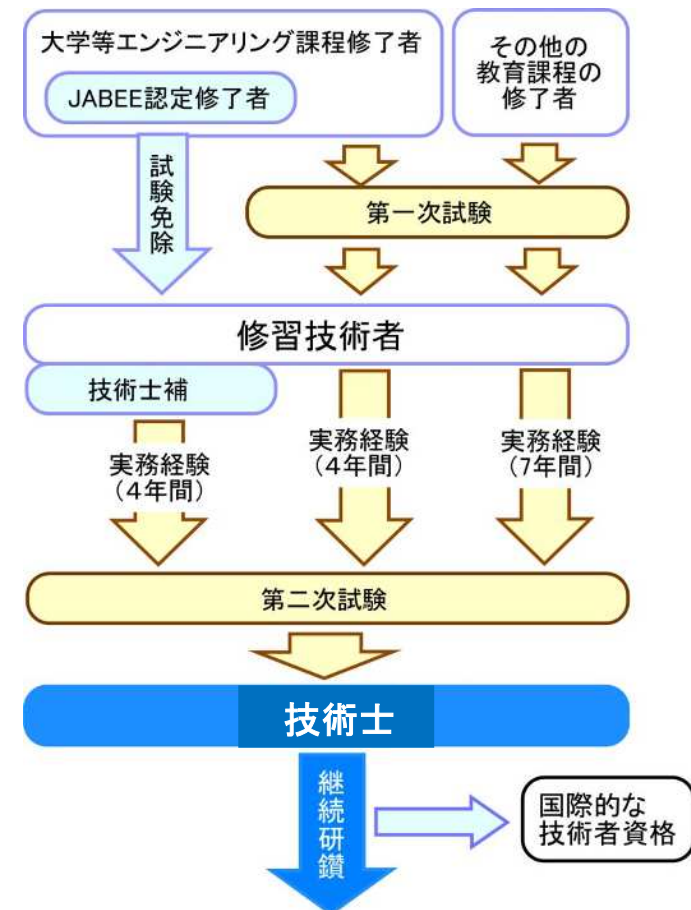 大学等エンジニアリング課程修了者
JABEE認定修了者
その他の
教育課程の
修了者
試験免除
第一次試験
修習技術者
技術士補
実務経験
（４年間）
実務経験
（4年間）
実務経験
（7年間）
第二次試験
技術士
継続研鑽
国際的な
技術者資格